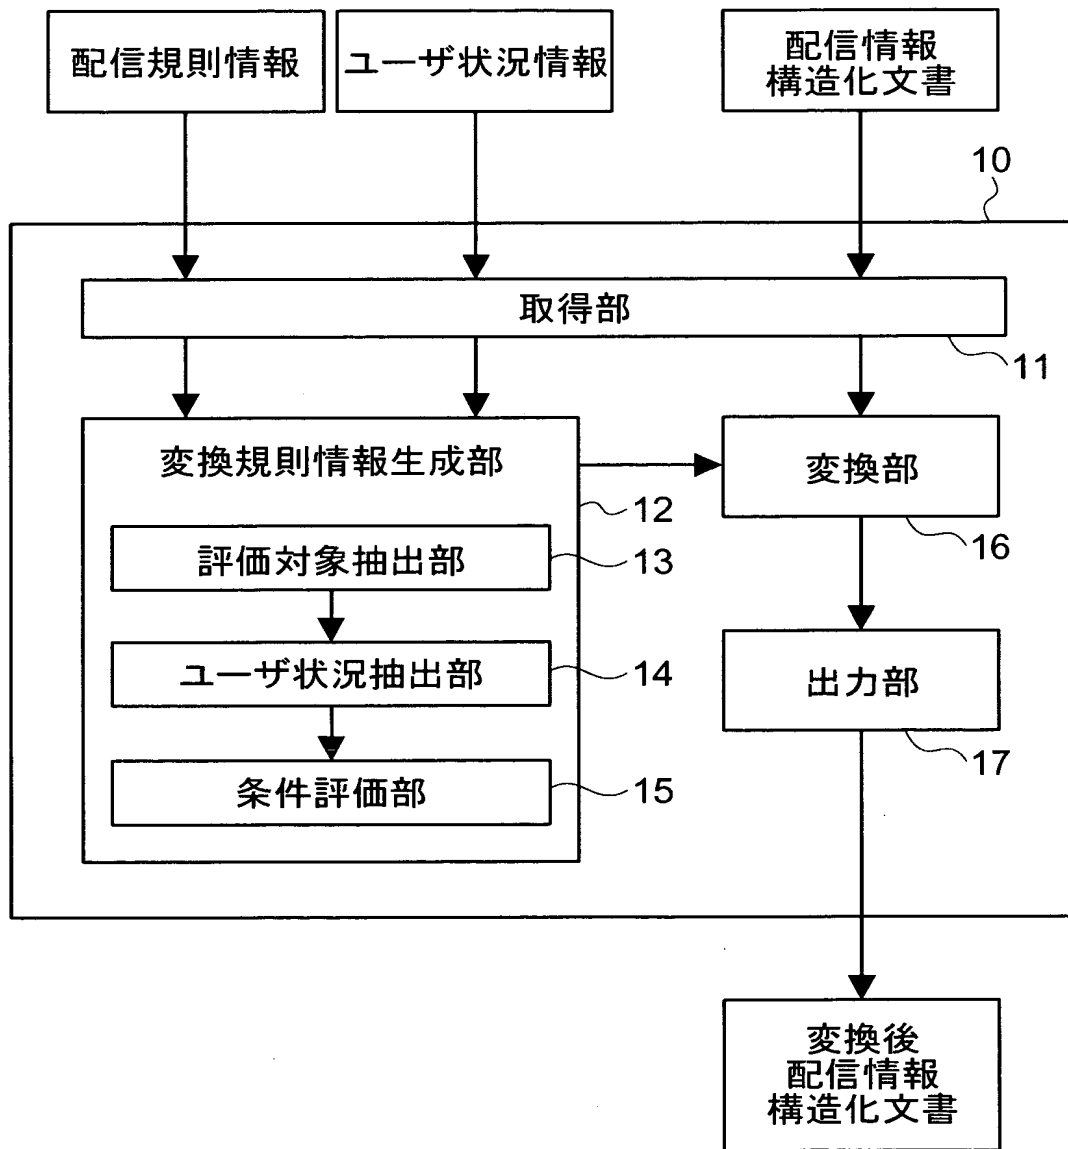 配信規則情報
ユーザ状況情報
配信情報
構造化文書
10
取得部
11
変換規則情報生成部
12
変換部
16
評価対象抽出部
13
ユーザ状況抽出部
14
出力部
17
条件評価部
15
変換後
配信情報
構造化文書